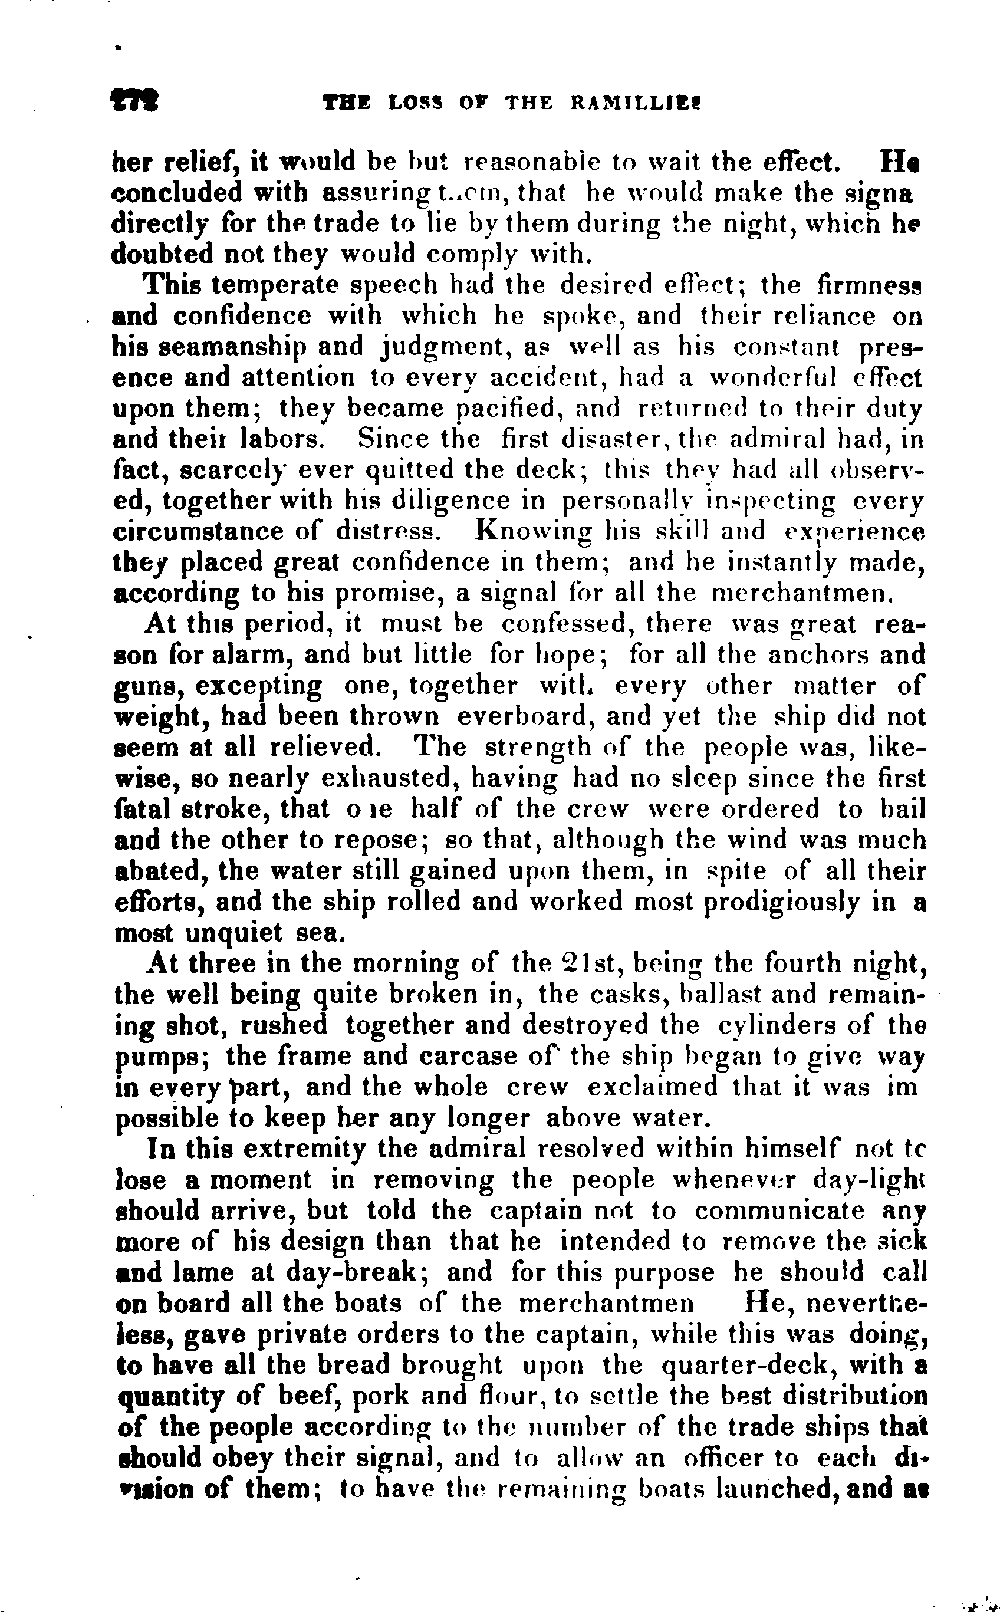 272 THE LOSS OF THE RAMILLIES
her relief, it would be but reasonable to wait the effect. He
concluded with assuring t..em, that he would make the signa
directly for the trade to lie by them during the night, which he
doubted not they would comply with.
This temperate speech had the desired effect; the firmness
and confidence with which he spoke, and their reliance on
his seamanship and judgment, as well as his constant pres-
ence and attention to every accident, had a wonderful effect
upon them; they became pacified, and returned to their duty
and their labors. Since the first disaster, the admiral had, in
fact, scarcely ever quitted the deck; this they had all observ-
ed, together with his diligence in personally inspecting every
circumstance of distress. Knowing his skill and experience
they placed great confidence in them; and he instantly made,
according to his promise, a signal for all the merchantmen.
At this period, it must be confessed, there was great rea-
son for alarm, and but little for hope; for all the anchors and
guns, excepting one, together with every other matter of
weight, had been thrown everboard, and yet the ship did not
seem at all relieved. The strength of the people was, like-
wise, so nearly exhausted, having had no sleep since the first
fatal stroke, that one half of the crew were ordered to bail
and the other to repose; so that, although the wind was much
abated, the water still gained upon them, in spite of all their
efforts, and the ship rolled and worked most prodigiously in a
most unquiet sea.
At three in the morning of the 21st, being the fourth night,
the well being quite broken in, the casks, ballast and remain-
ing shot, rushed together and destroyed the cylinders of the
pumps; the frame and carcase of the ship began to give way
in every part, and the whole crew exclaimed that it was im
possible to keep her any longer above water.
In this extremity the admiral resolved within himself not to
lose a moment in removing the people whenever day-light
should arrive, but told the captain not to communicate any
more of his design than that he intended to remove the sick
and lame at day-break; and for this purpose he should call
on board all the boats of the merchantmen He, neverthe-
less, gave private orders to the captain, while this was doing,
to have all the bread brought upon the quarter-deck, with a
quantity of beef, pork and flour, to settle the best distribution
of the people according to the number of the trade ships that
should obey their signal, and to allow an officer to each di-
vision of them; to have the remaining boats launched, and as